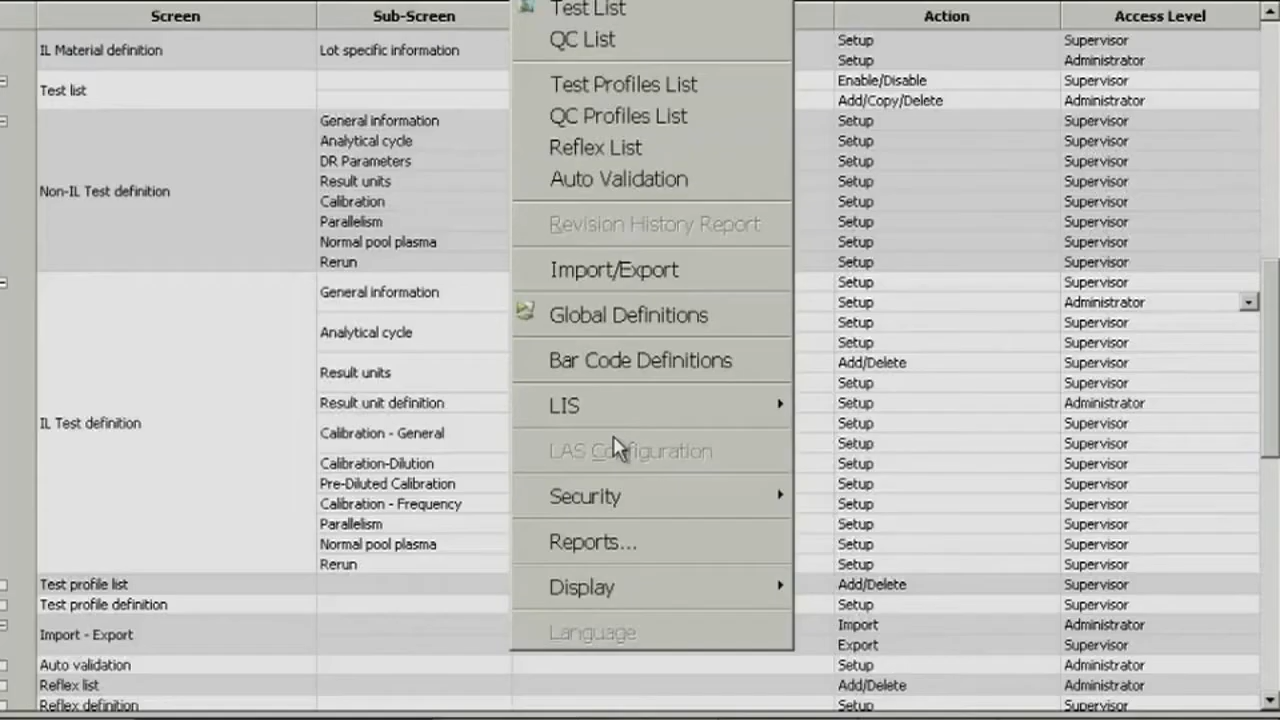 Screen Sub-Screen Action Access Level
Test List
QC List
Test Profiles List
QC Profiles List
Reflex List
Auto Validation
Revision History Report
Import/Export
Global Definitions
Bar Code Definitions
LIS
LAS Configuration
Security
Reports...
Display
Language
IL Material definition Lot specific information Setup Supervisor
Setup Administrator
Test list Enable/Disable Supervisor
Add/Copy/Delete Administrator
Non-IL Test definition
General information Setup Supervisor
Analytical cycle Setup Supervisor
DR Parameters Setup Supervisor
Result units Setup Supervisor
Calibration Setup Supervisor
Parallelism Setup Supervisor
Normal pool plasma Setup Supervisor
Rerun Setup Supervisor
IL Test definition
General information Setup Supervisor
Setup Administrator
Analytical cycle Setup Supervisor
Setup Supervisor
Result units Add/Delete Supervisor
Setup Supervisor
Result unit definition Setup Administrator
Calibration - General Setup Supervisor
Setup Supervisor
Calibration-Dilution Setup Supervisor
Pre-Diluted Calibration Setup Supervisor
Calibration - Frequency Setup Supervisor
Parallelism Setup Supervisor
Normal pool plasma Setup Supervisor
Rerun Setup Supervisor
Test profile list Add/Delete Supervisor
Test profile definition Setup Supervisor
Import - Export Import Administrator
Export Supervisor
Auto validation Setup Administrator
Reflex list Add/Delete Administrator
Reflex definition Setup Supervisor